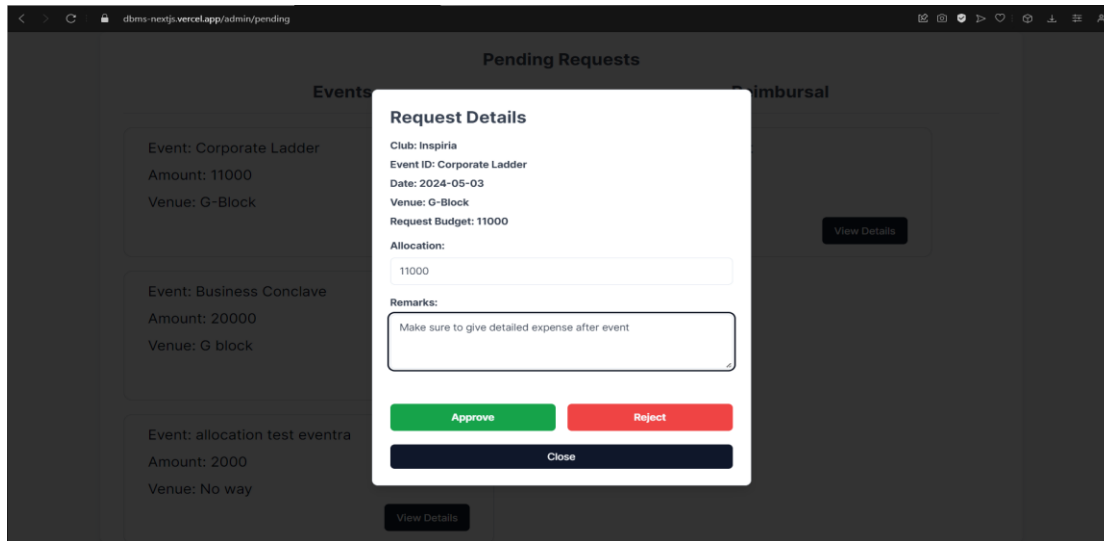 dbms-nextjs.vercel.app/admin/pending
Pending Requests
Events
imbursal
Event: Corporate Ladder
Amount: 11000
Venue: G-Block
View Details
Event: Business Conclave
Amount: 20000
Venue: G block
Event: allocation test eventra
Amount: 2000
Venue: No way
View Details
Request Details
Club: Inspiria
Event ID: Corporate Ladder
Date: 2024-05-03
Venue: G-Block
Request Budget: 11000
Allocation:
11000
Remarks:
Make sure to give detailed expense after event
Approve
Reject
Close